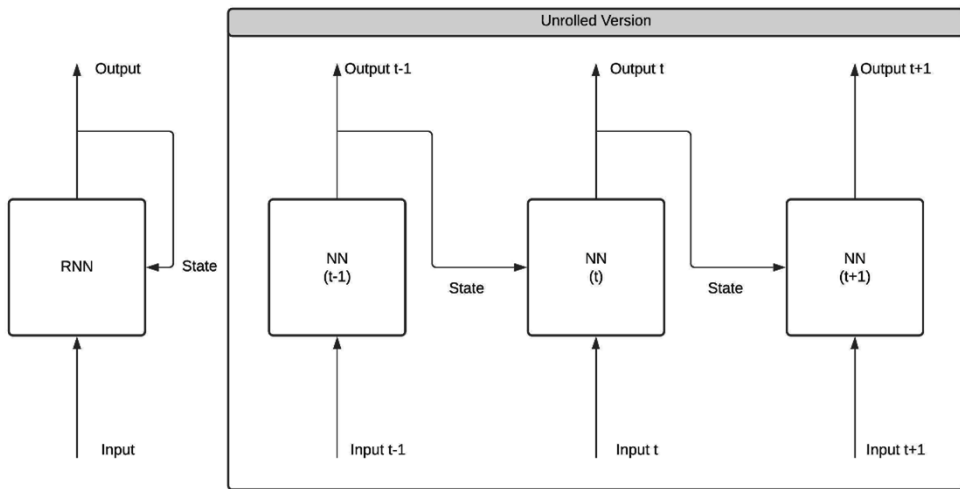 Unrolled Version
Output
Output t-1
Output t
Output t+1
RNN
State
NN
(t-1)
State
NN
(t)
State
NN
(t+1)
Input
Input t-1
Input t
Input t+1